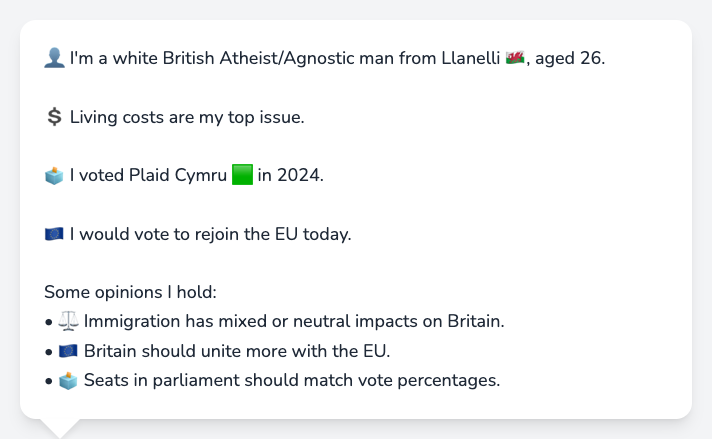 👤 I'm a white British Atheist/Agnostic man from Llanelli 🏴󠁧󠁢󠁷󠁬󠁳󠁿, aged 26.
💲 Living costs are my top issue.
🗳️ I voted Plaid Cymru 🟩 in 2024.
🇪🇺 I would vote to rejoin the EU today.
Some opinions I hold:
• ⚖️ Immigration has mixed or neutral impacts on Britain.
• 🇪🇺 Britain should unite more with the EU.
• 🗳️ Seats in parliament should match vote percentages.